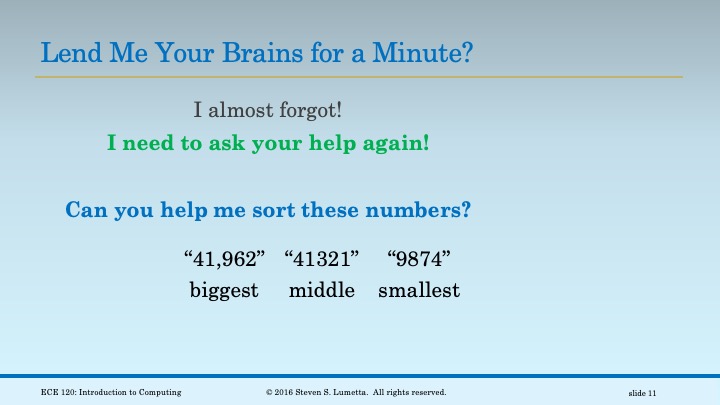 Lend Me Your Brains for a Minute?
I almost forgot!
I need to ask your help again!
Can you help me sort these numbers?
“41,962” “41321” “9874”
biggest middle smallest
ECE 120: Introduction to Computing © 2016 Steven S. Lumetta. All rights reserved. slide 11